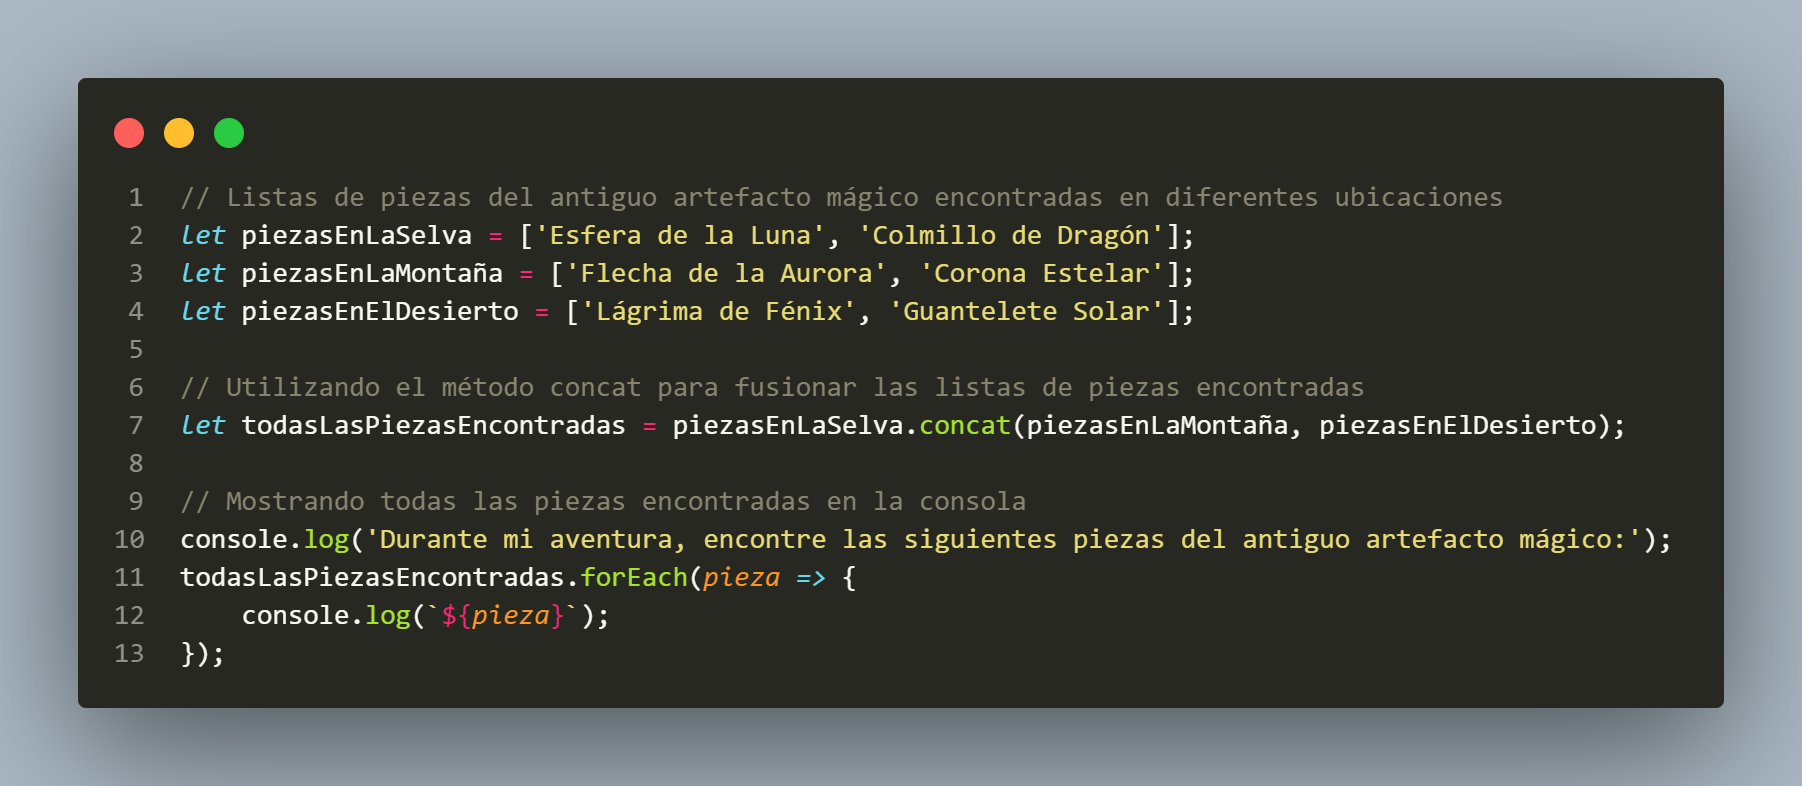 1 // Listas de piezas del antiguo artefacto mágico encontradas en diferentes ubicaciones
2 let piezasEnLaSelva = ['Esfera de la Luna', 'Colmillo de Dragón'];
3 let piezasEnLaMontaña = ['Flecha de la Aurora', 'Corona Estelar'];
4 let piezasEnElDesierto = ['Lágrima de Fénix', 'Guantelete Solar'];
5
6 // Utilizando el método concat para fusionar las listas de piezas encontradas
7 let todasLasPiezasEncontradas = piezasEnLaSelva.concat(piezasEnLaMontaña, piezasEnElDesierto);
8
9 // Mostrando todas las piezas encontradas en la consola
10 console.log('Durante mi aventura, encontre las siguientes piezas del antiguo artefacto mágico:');
11 todasLasPiezasEncontradas.forEach(pieza => {
12     console.log(`${pieza}`);
13 });